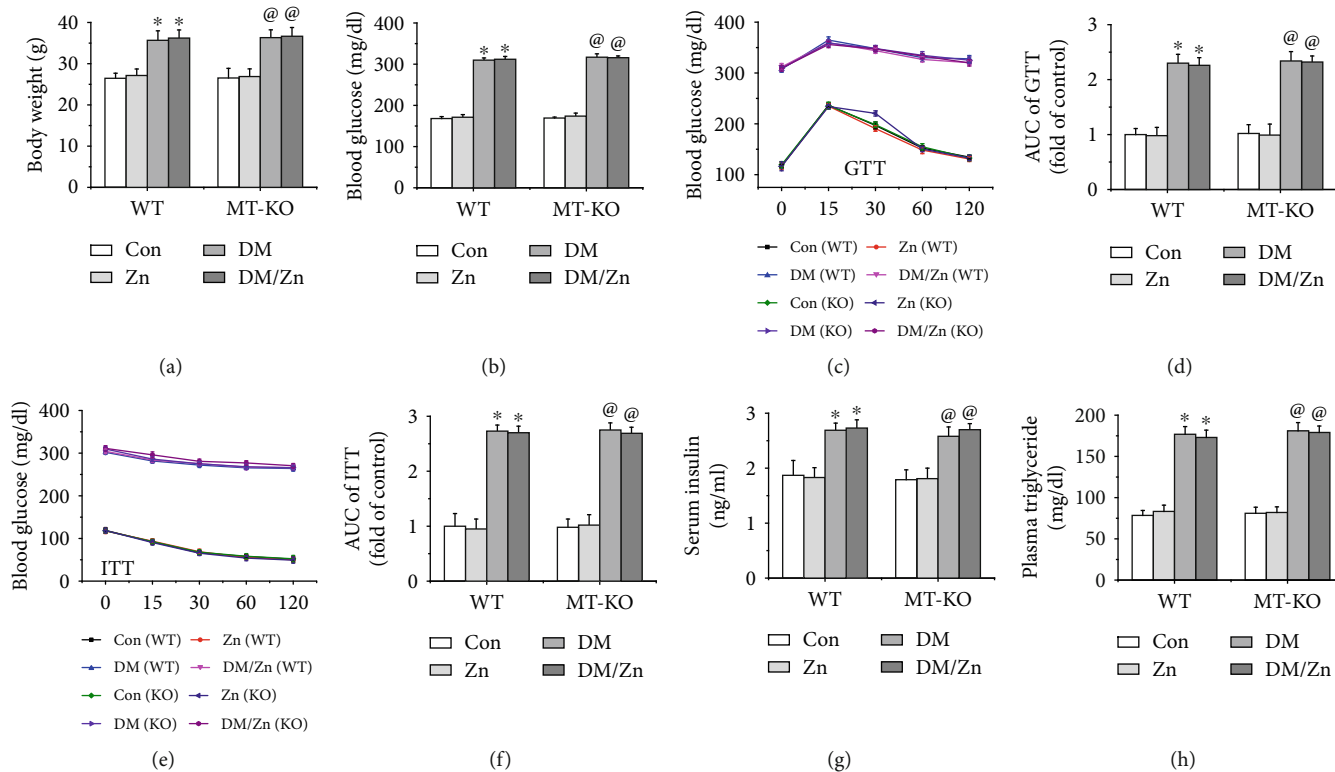 Body weight (g)
40
30
20
10
0
* *
@ @
WT
MT-KO
Con
DM
Zn
DM/Zn
(a)
Blood glucose (mg/dl)
400
300
200
100
0
* *
@ @
WT
MT-KO
Con
DM
Zn
DM/Zn
(b)
Blood glucose (mg/dl)
400
300
200
100
GTT
0 15 30 60 120
Con (WT) Zn (WT)
DM (WT) DM/Zn (WT)
Con (KO) Zn (KO)
DM (KO) DM/Zn (KO)
(c)
AUC of GTT
(fold of control)
3
2
1
0
* *
@ @
WT
MT-KO
Con
DM
Zn
DM/Zn
(d)
Blood glucose (mg/dl)
400
300
200
100
0
ITT
0 15 30 60 120
Con (WT) Zn (WT)
DM (WT) DM/Zn (WT)
Con (KO) Zn (KO)
DM (KO) DM/Zn (KO)
(e)
AUC of ITT
(fold of control)
3
2
1
0
* *
@ @
WT
MT-KO
Con
DM
Zn
DM/Zn
(f)
Serum insulin
(ng/ml)
3
2
1
0
* *
@ @
WT
MT-KO
Con
DM
Zn
DM/Zn
(g)
Plasma triglyceride
(mg/dl)
200
175
150
125
100
75
50
25
0
* *
@ @
WT
MT-KO
Con
DM
Zn
DM/Zn
(h)